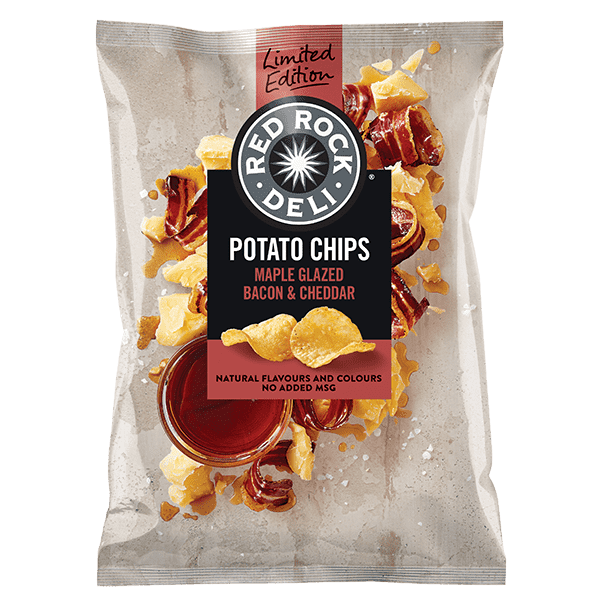 Limited
Edition
RED ROCK
DELI
®
POTATO CHIPS
MAPLE GLAZED
BACON & CHEDDAR
NATURAL FLAVOURS AND COLOURS
NO ADDED MSG